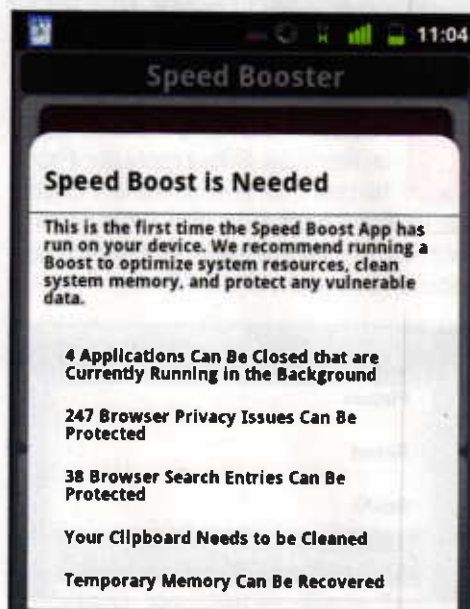 11:04
Speed Booster
Speed Boost is Needed
This is the first time the Speed Boost App has
run on your device. We recommend running a
Boost to optimize system resources, clean
system memory, and protect any vulnerable
data.
4 Applications Can Be Closed that are
Currently Running in the Background
247 Browser Privacy Issues Can Be
Protected
38 Browser Search Entries Can Be
Protected
Your Clipboard Needs to be Cleaned
Temporary Memory Can Be Recovered